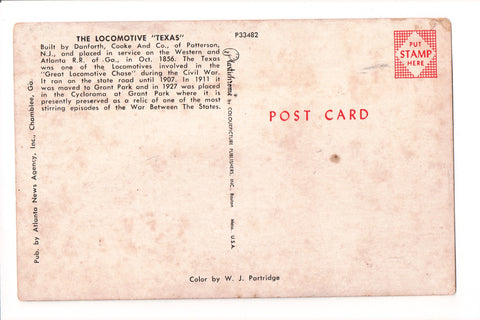 THE LOCOMOTIVE "TEXAS"
Built by Danforth, Cooke And Co., of Patterson,
N.J., and placed in service on the Western and
Atlanta R.R. of Ga., in Oct. 1856. The Texas
was one of the Locomotives involved in the
"Great Locomotive Chase" during the Civil War.
It ran on the state road until 1907. In 1911 it
was moved to Grant Park and in 1927 was placed
in the Cyclorama at Grant Park where it is
presently preserved as a relic of one of the most
stirring episodes of the War Between The States.
Pub. by Atlanta News Agency, Inc., Chamblee, Ga.
P33482
Plastichrome by COLOURPICTURE PUBLISHERS, INC. Boston Mass. U.S.A.
PUT
STAMP
HERE
POST CARD
Color by W. J. Partridge